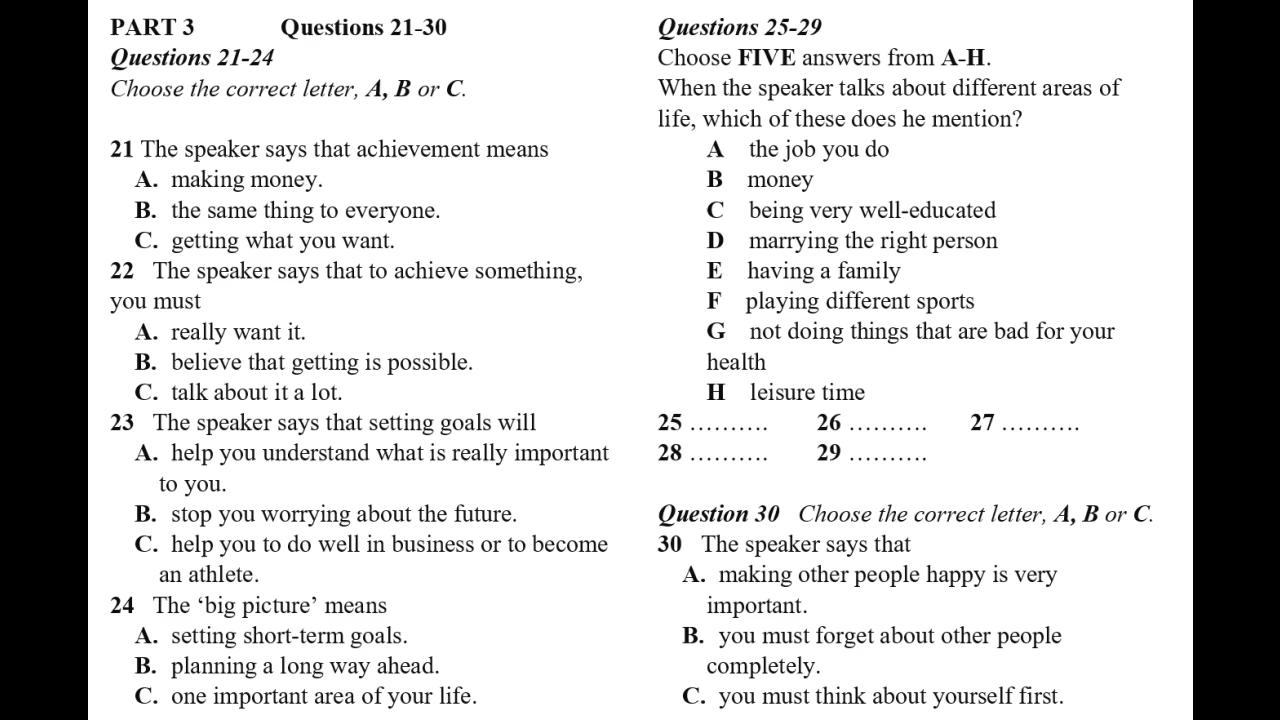 PART 3 Questions 21-30
Questions 21-24
Choose the correct letter, A, B or C.
21 The speaker says that achievement means
A. making money.
B. the same thing to everyone.
C. getting what you want.
22 The speaker says that to achieve something,
you must
A. really want it.
B. believe that getting is possible.
C. talk about it a lot.
23 The speaker says that setting goals will
A. help you understand what is really important
to you.
B. stop you worrying about the future.
C. help you to do well in business or to become
an athlete.
24 The ‘big picture’ means
A. setting short-term goals.
B. planning a long way ahead.
C. one important area of your life.
Questions 25-29
Choose FIVE answers from A-H.
When the speaker talks about different areas of
life, which of these does he mention?
A the job you do
B money
C being very well-educated
D marrying the right person
E having a family
F playing different sports
G not doing things that are bad for your
health
H leisure time
25 ………. 26 ………. 27 ……….
28 ………. 29 ……….
Question 30 Choose the correct letter, A, B or C.
30 The speaker says that
A. making other people happy is very
important.
B. you must forget about other people
completely.
C. you must think about yourself first.